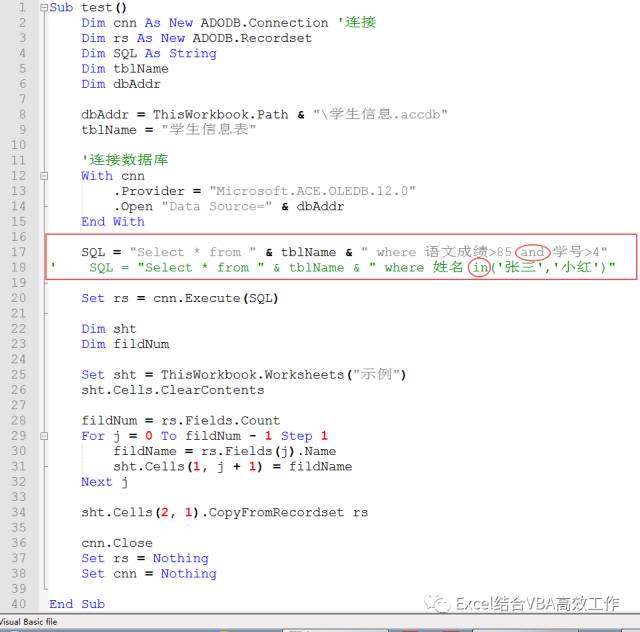 1 Sub test()
2 Dim cnn As New ADODB.Connection '连接
3 Dim rs As New ADODB.Recordset
4 Dim SQL As String
5 Dim tblName
6 Dim dbAddr
7
8 dbAddr = ThisWorkbook.Path & "\学生信息.accdb"
9 tblName = "学生信息表"
10
11 '连接数据库
12 With cnn
13 .Provider = "Microsoft.ACE.OLEDB.12.0"
14 .Open "Data Source=" & dbAddr
15 End With
16
17 SQL = "Select * from " & tblName & " where 语文成绩>85 and 学号>4"
18 ' SQL = "Select * from " & tblName & " where 姓名 in('张三','小红')"
19
20 Set rs = cnn.Execute(SQL)
21
22 Dim sht
23 Dim fildNum
24
25 Set sht = ThisWorkbook.Worksheets("示例")
26 sht.Cells.ClearContents
27
28 fildNum = rs.Fields.Count
29 For j = 0 To fildNum - 1 Step 1
30 fildName = rs.Fields(j).Name
31 sht.Cells(1, j + 1) = fildName
32 Next j
33
34 sht.Cells(2, 1).CopyFromRecordset rs
35
36 cnn.Close
37 Set rs = Nothing
38 Set cnn = Nothing
39
40 End Sub
Excel结合VBA高效工作
Visual Basic file